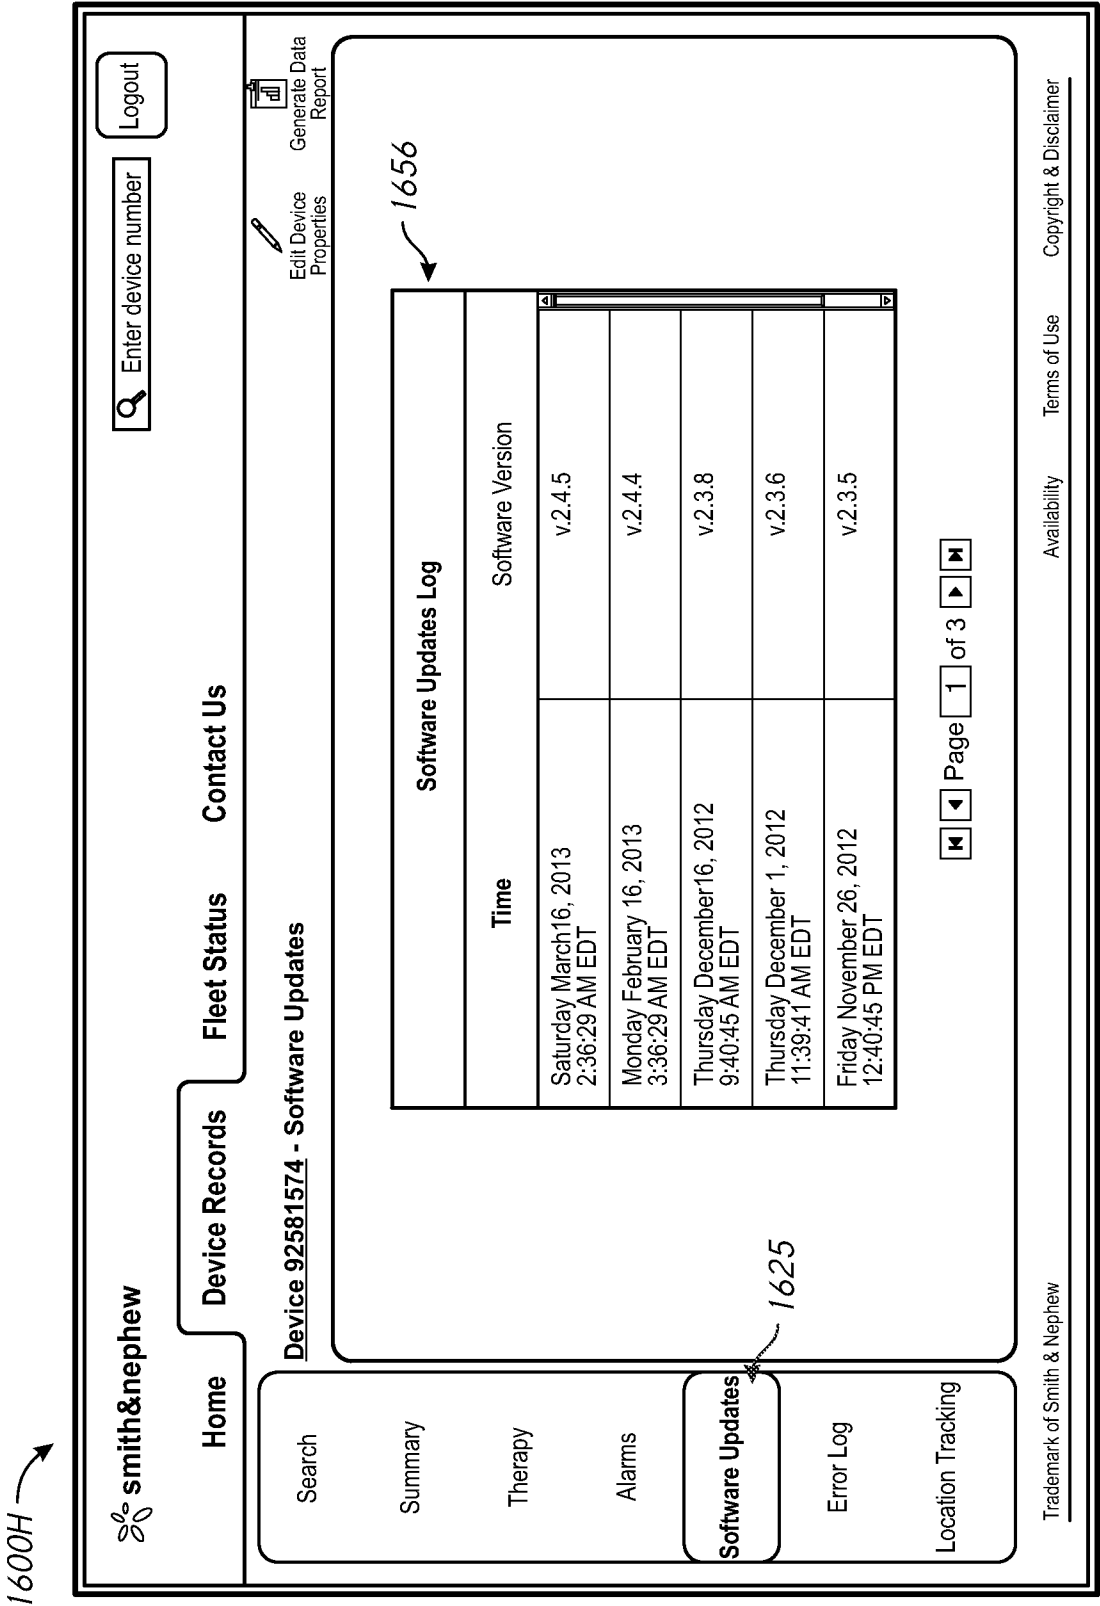 1600H
smith&nephew
Enter device number
Logout
Home
Device Records
Fleet Status
Contact Us
Device 92581574 - Software Updates
Edit Device
Properties
Generate Data
Report
Search
Summary
Therapy
Alarms
Software Updates
Error Log
Location Tracking
1625
1656
Software Updates Log
Time Software Version
Saturday March16, 2013
2:36:29 AM EDT
v.2.4.5
Monday February 16, 2013
3:36:29 AM EDT
v.2.4.4
Thursday December16, 2012
9:40:45 AM EDT
v.2.3.8
Thursday December 1, 2012
11:39:41 AM EDT
v.2.3.6
Friday November 26, 2012
12:40:45 PM EDT
v.2.3.5
Page 1 of 3
Trademark of Smith & Nephew
Availability
Terms of Use
Copyright & Disclaimer